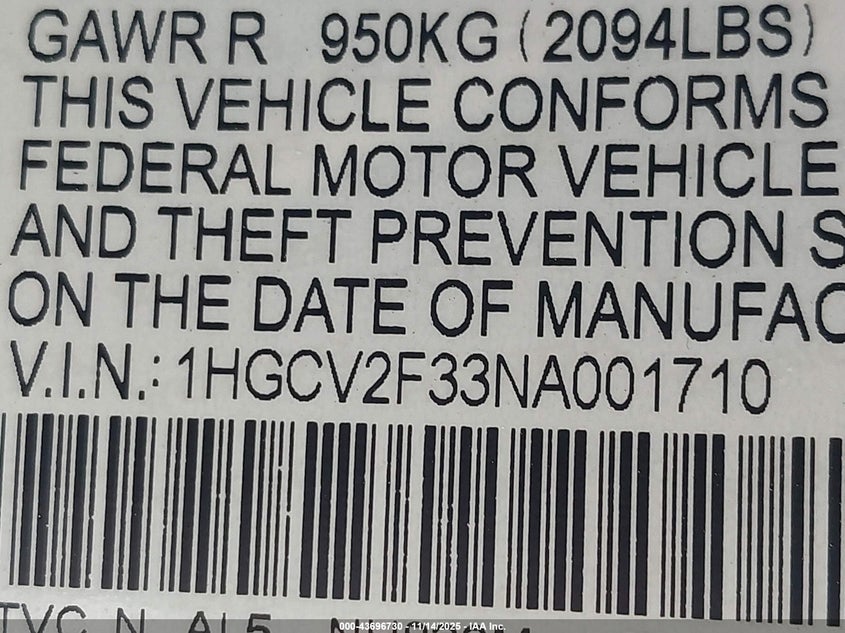 GAWR R 950KG (2094LBS)
THIS VEHICLE CONFORMS
FEDERAL MOTOR VEHICLE
AND THEFT PREVENTION S
ON THE DATE OF MANUFAC
V.I.N.: 1HGCV2F33NA001710
000-43696730 - 11/14/2025 - IAA Inc.